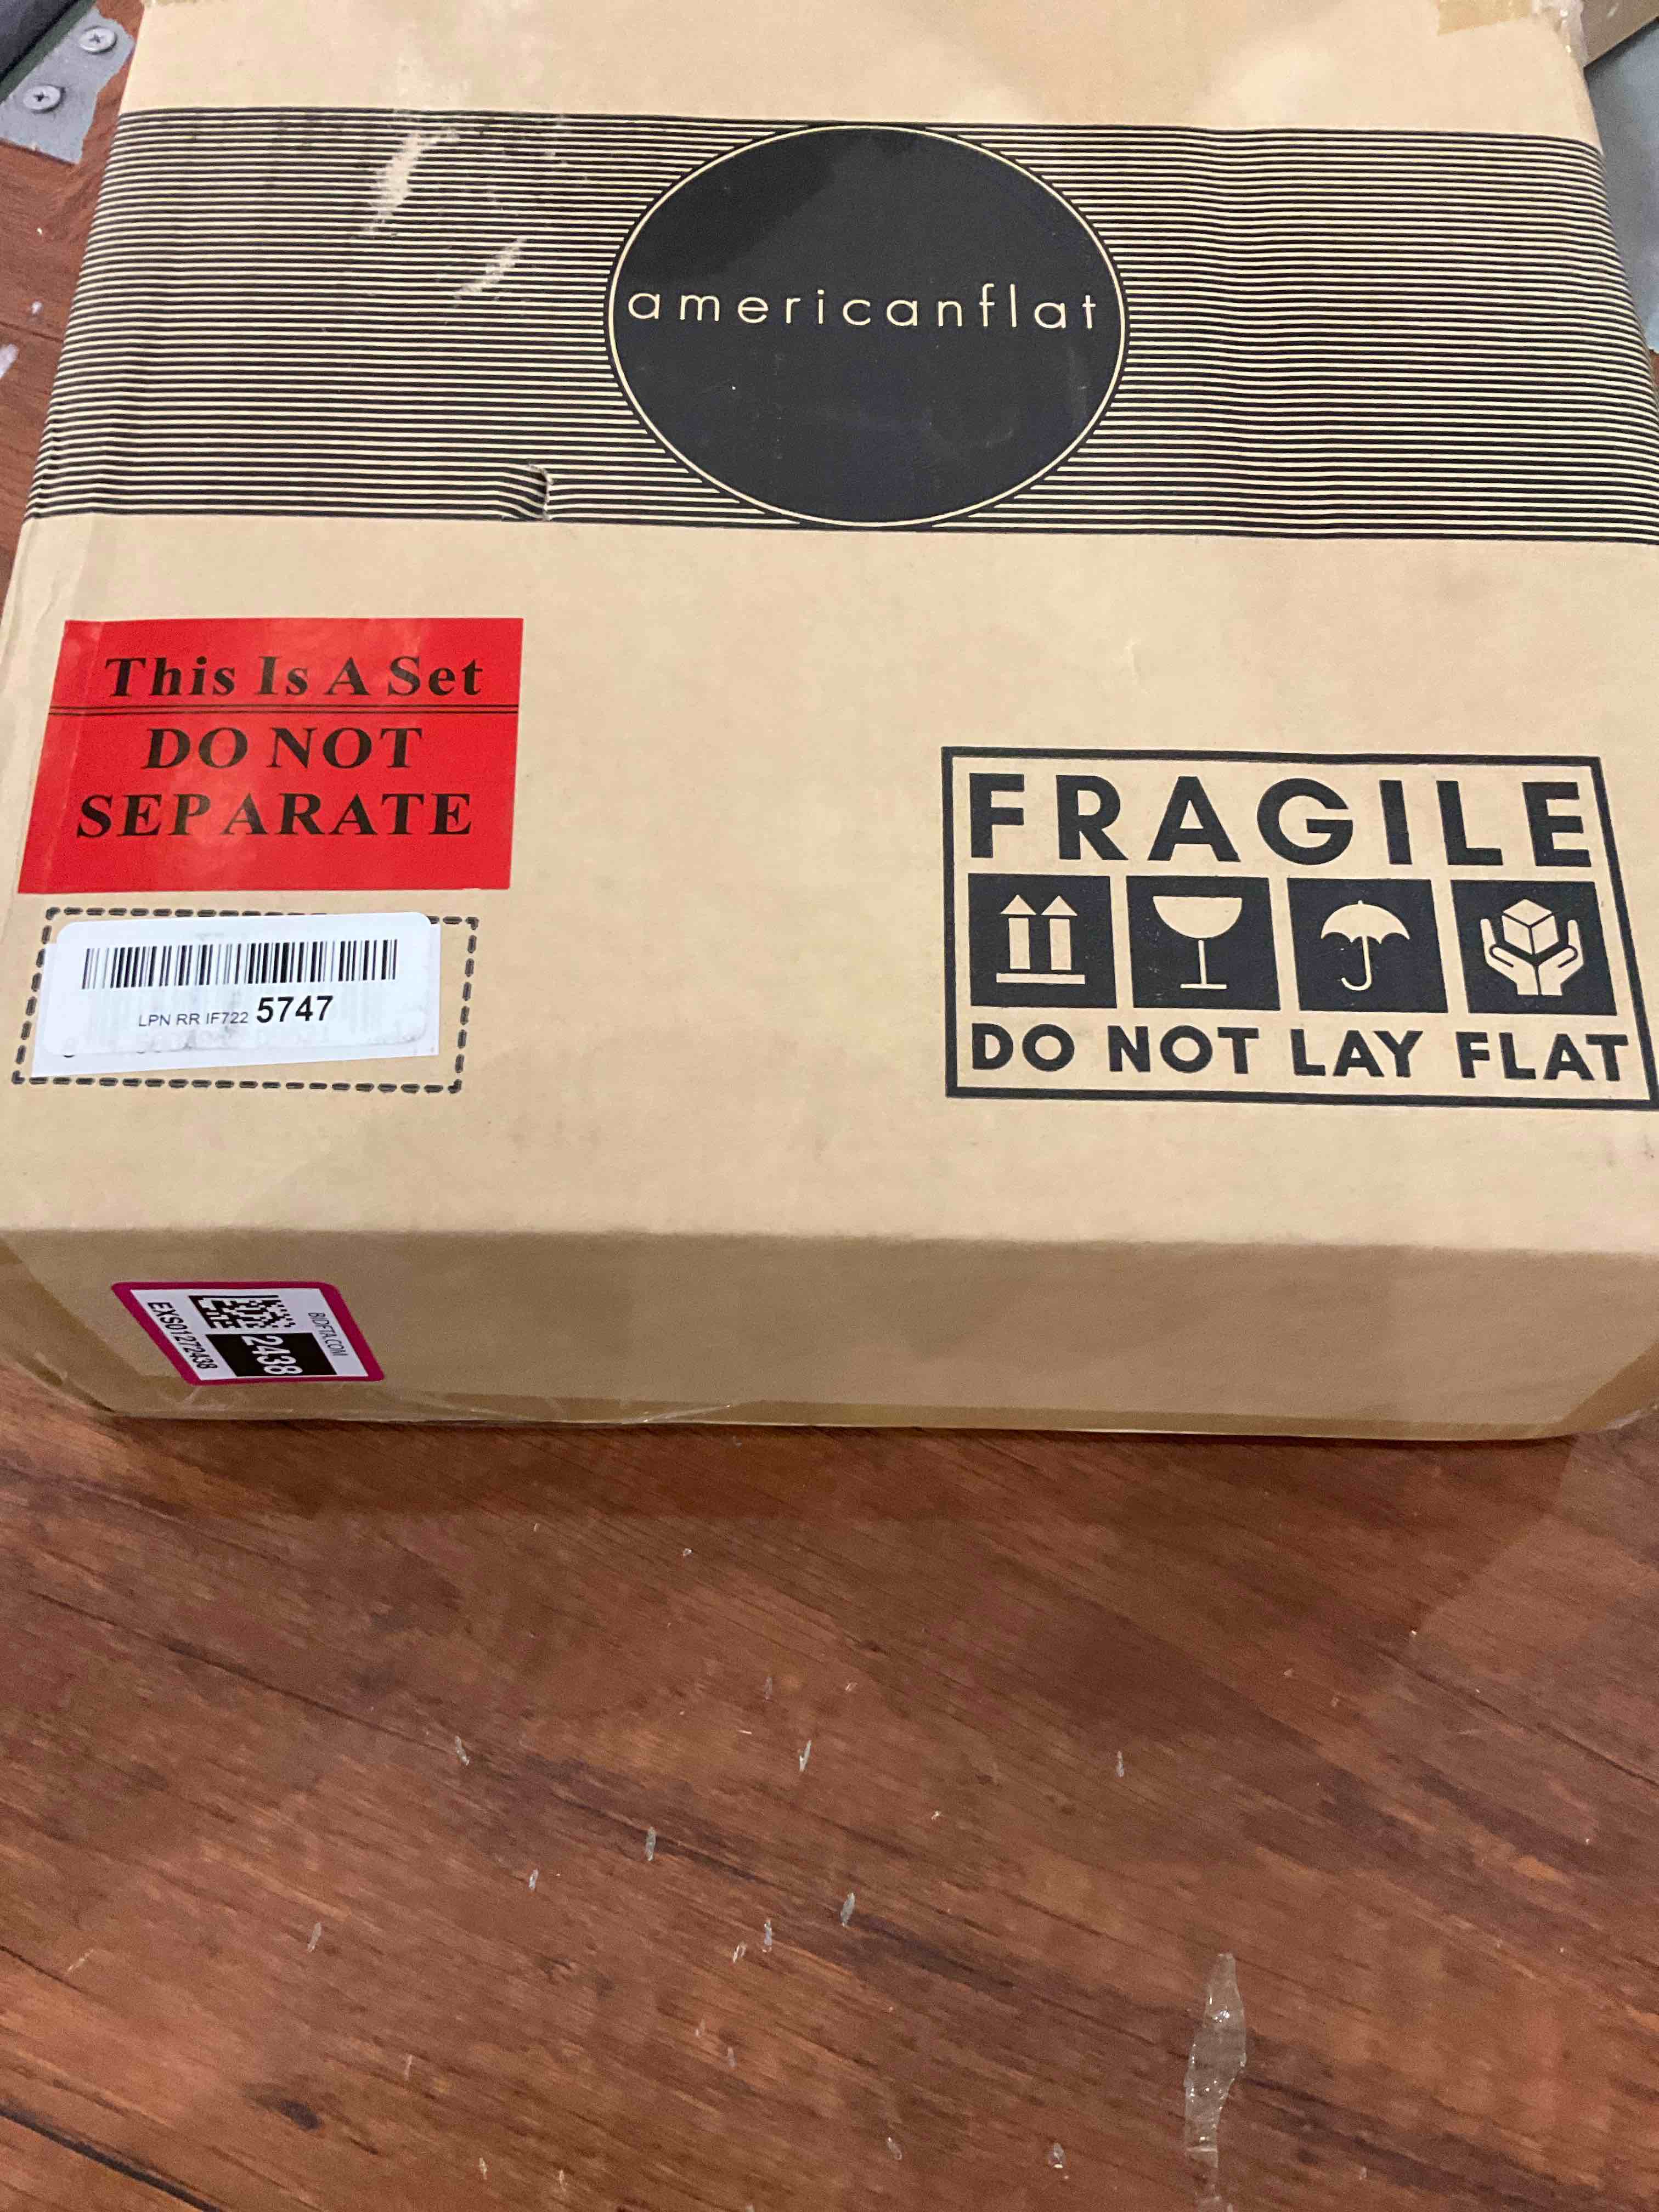 americanflat
This Is A Set
DO NOT
SEPARATE
FRAGILE
DO NOT LAY FLAT
LPN RR IF722 5747
BIDFTA.COM
2438
EXS01272438